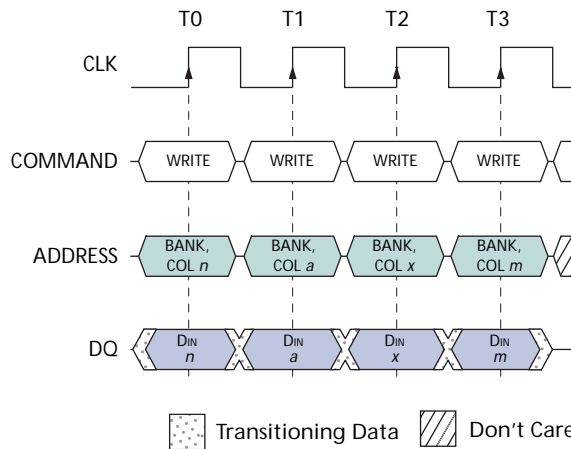 T0 T1 T2 T3
CLK
COMMAND WRITE WRITE WRITE WRITE
ADDRESS BANK, COL n BANK, COL a BANK, COL x BANK, COL m
DQ DIN n DIN a DIN x DIN m
Transitioning Data Don't Care